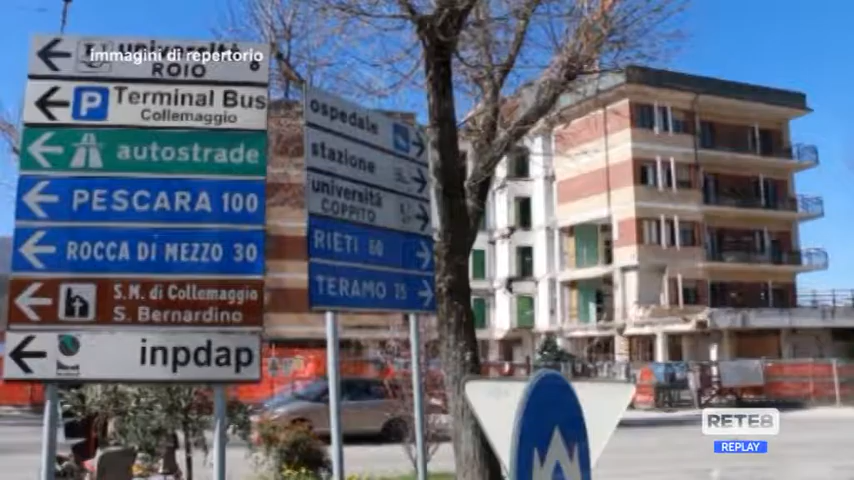 immagini di repertorio
università
ROIO
P Terminal Bus
Collemaggio
autostrade
PESCARA 100
ROCCA DI MEZZO 30
S.M. di Collemaggio
S. Bernardino
inpdap
ospedale
stazione
università
COPPITO
RIETI 60
TERAMO 75
RETE8
REPLAY